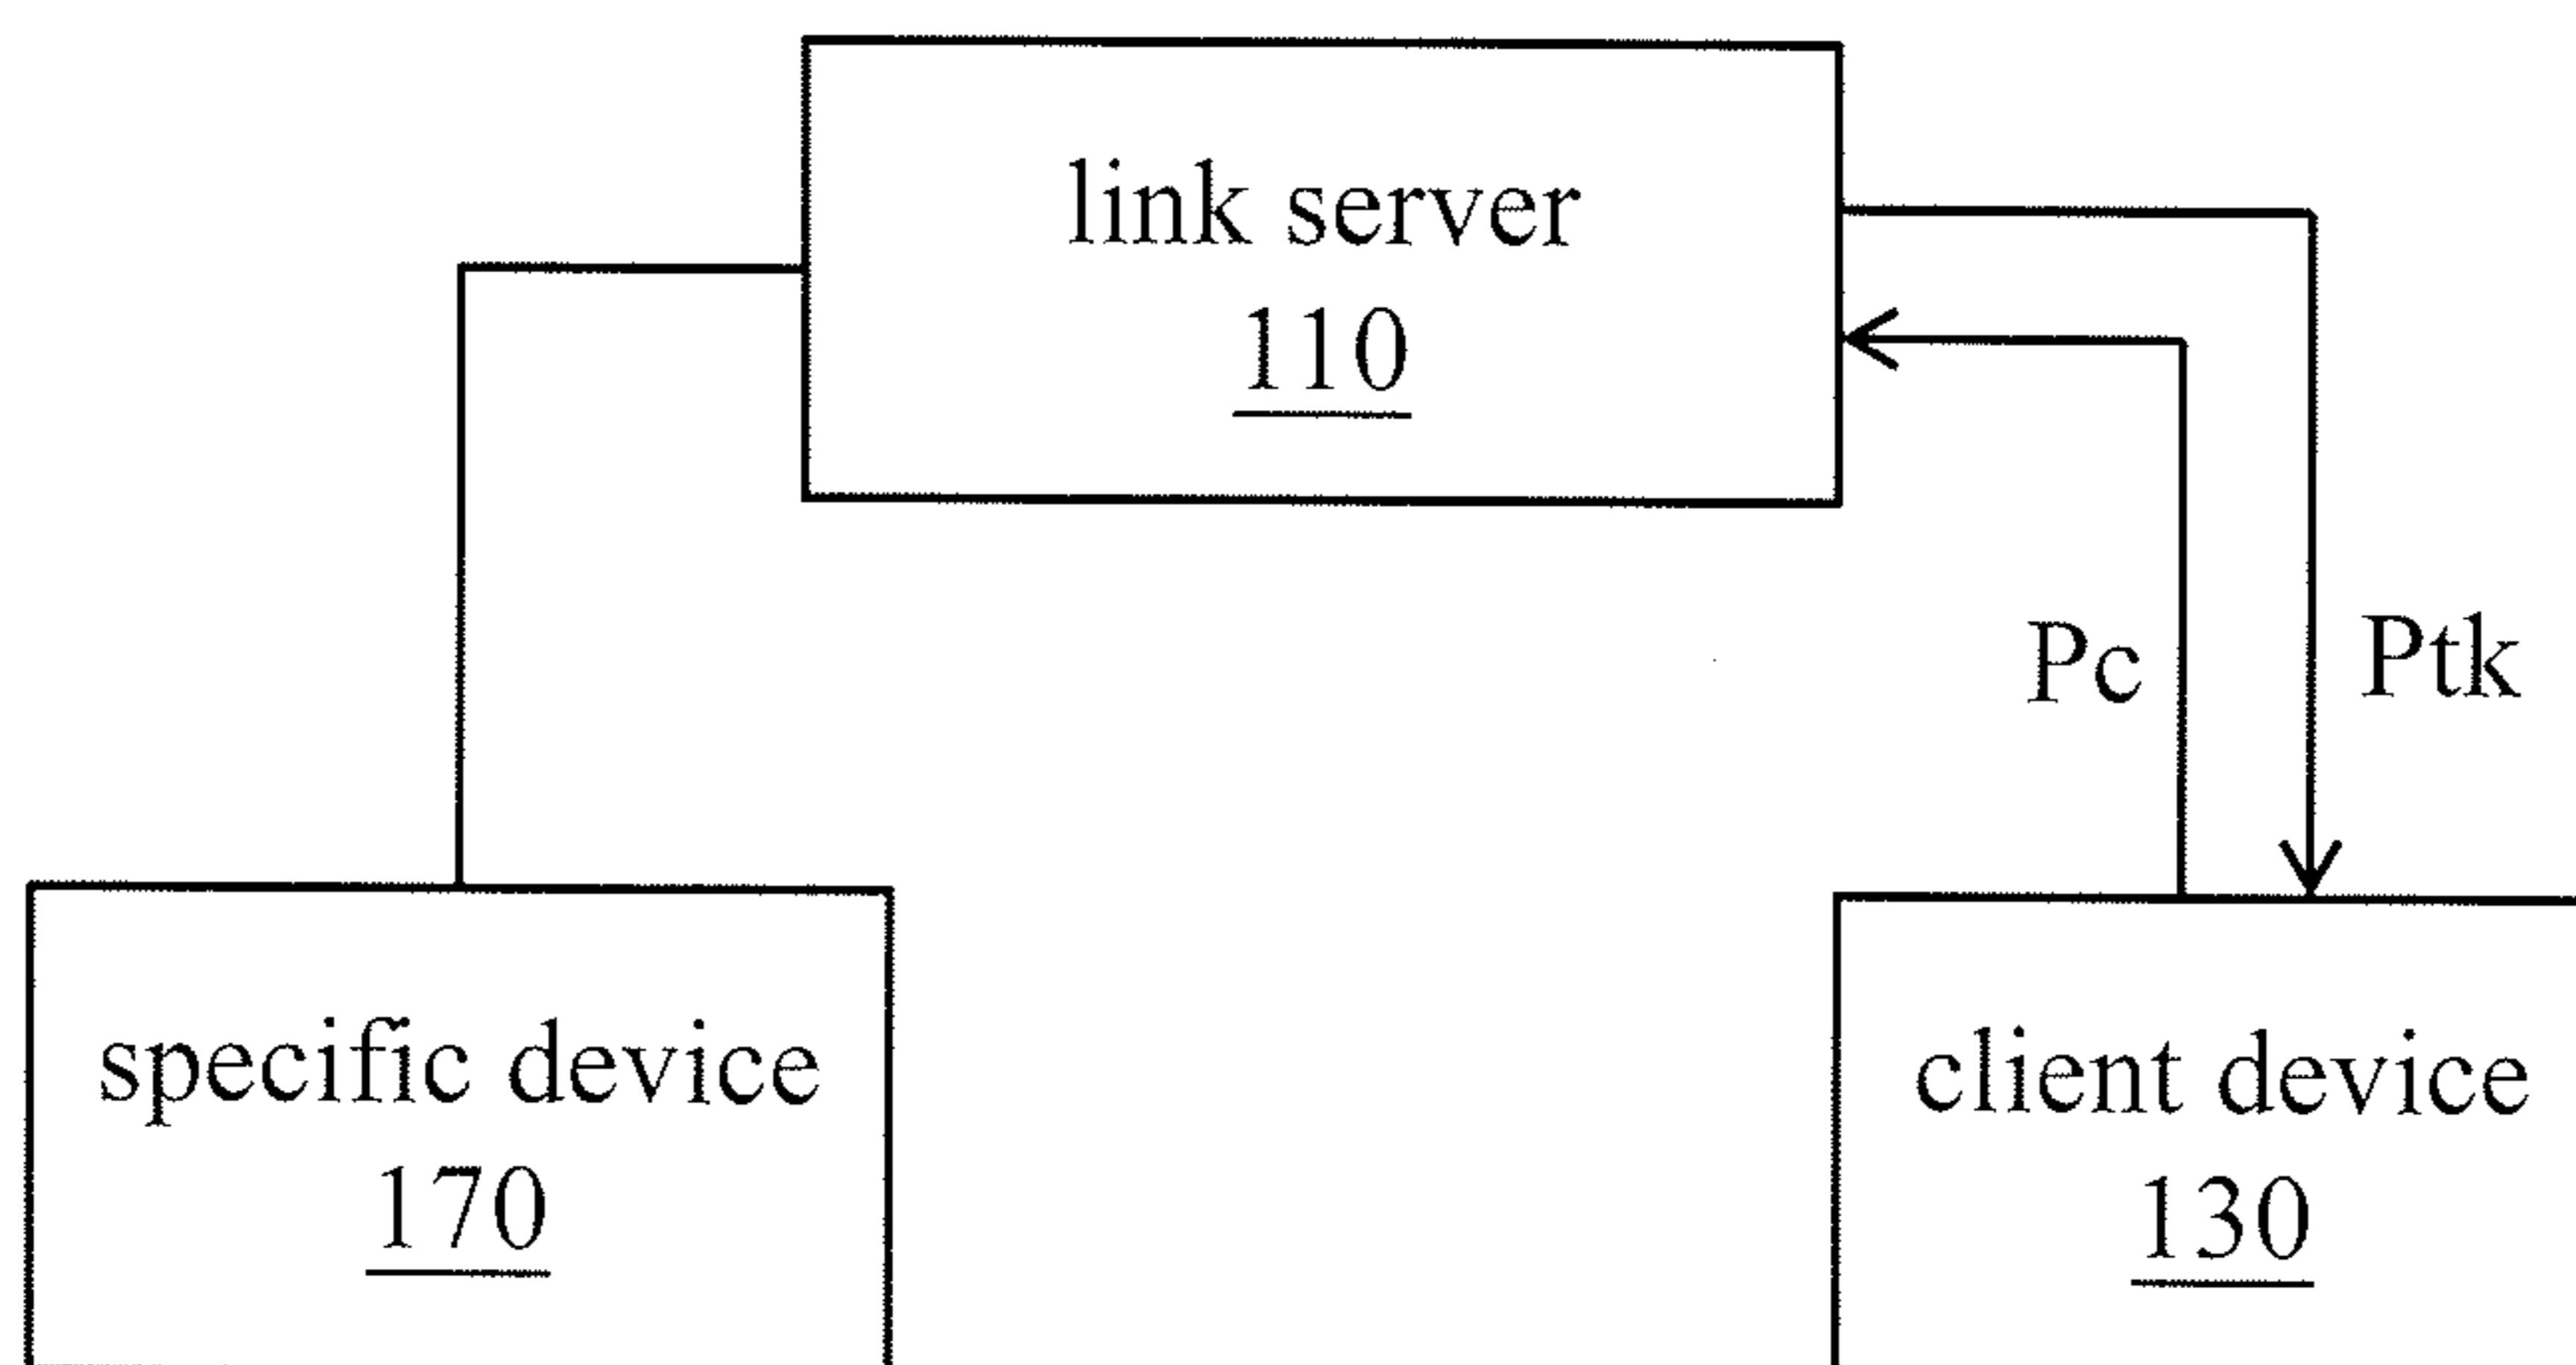 link server
110
Pc
Ptk
specific device
170
client device
130